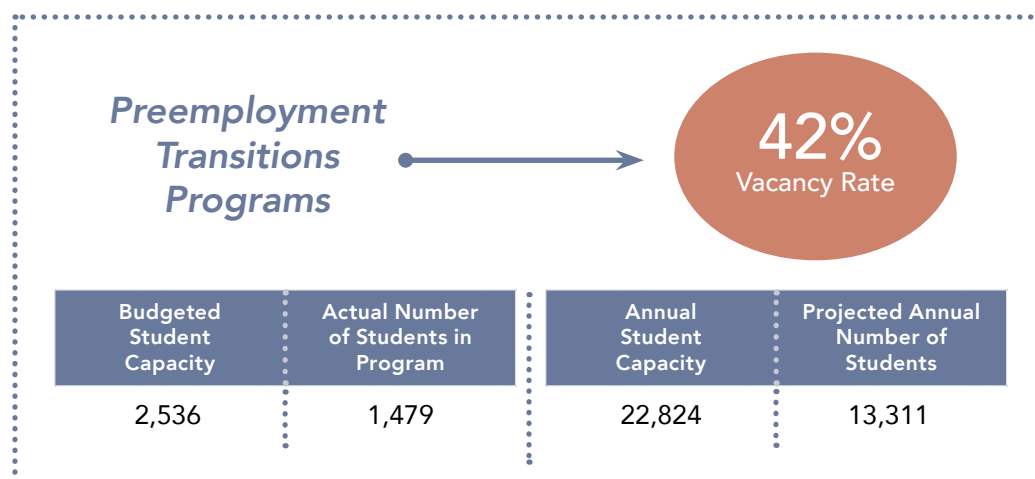 Preemployment
Transitions
Programs
42%
Vacancy Rate
Budgeted
Student
Capacity
Actual Number
of Students in
Program
Annual
Student
Capacity
Projected Annual
Number of
Students
2,536
1,479
22,824
13,311